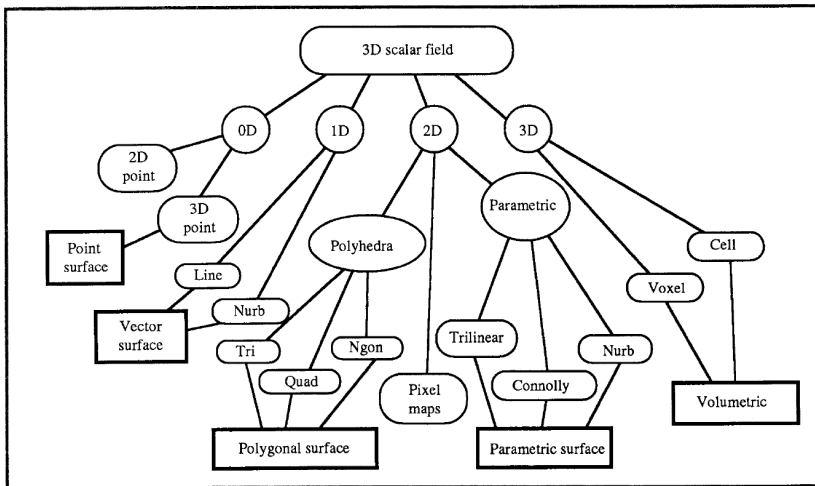 3D scalar field
0D
1D
2D
3D
2D
point
3D
point
Point
surface
Polyhedra
Parametric
Cell
Line
Voxel
Vector
surface
Nurb
Tri
Ngon
Trilinear
Nurb
Quad
Pixel
maps
Connolly
Volumetric
Polygonal surface
Parametric surface